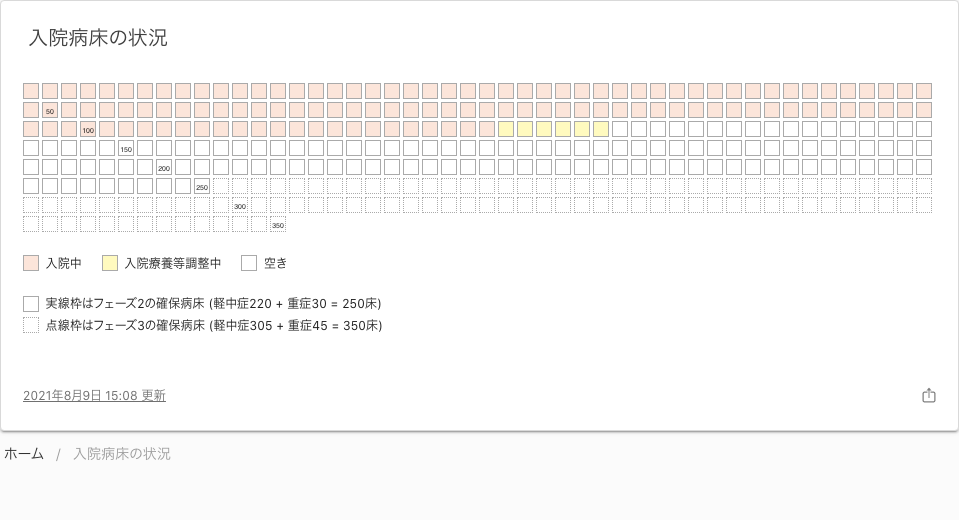 入院病床の状況
50
100
150
200
250
300
350
入院中 入院療養等調整中 空き
実線枠はフェーズ2の確保病床 (軽中症220 + 重症30 = 250床)
点線枠はフェーズ3の確保病床 (軽中症305 + 重症45 = 350床)
2021年8月9日 15:08 更新
ホーム / 入院病床の状況